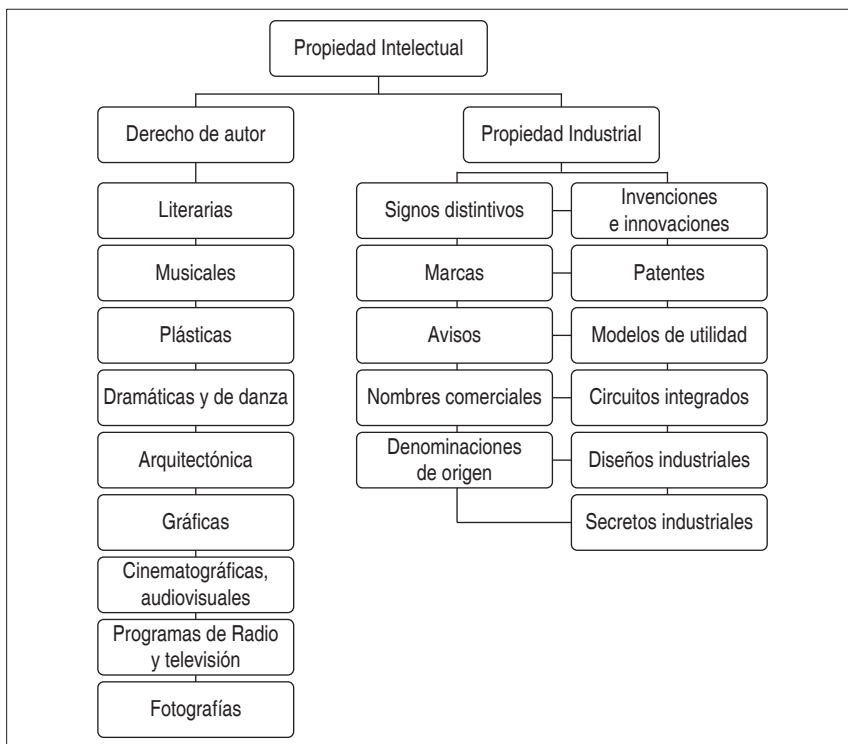 Propiedad Intelectual
Derecho de autor
Propiedad Industrial
Literarias
Musicales
Plásticas
Dramáticas y de danza
Arquitectónica
Gráficas
Cinematográficas,
audiovisuales
Programas de Radio
y televisión
Fotografías
Signos distintivos
Marcas
Avisos
Nombres comerciales
Denominaciones
de origen
Invenciones
e innovaciones
Patentes
Modelos de utilidad
Circuitos integrados
Diseños industriales
Secretos industriales